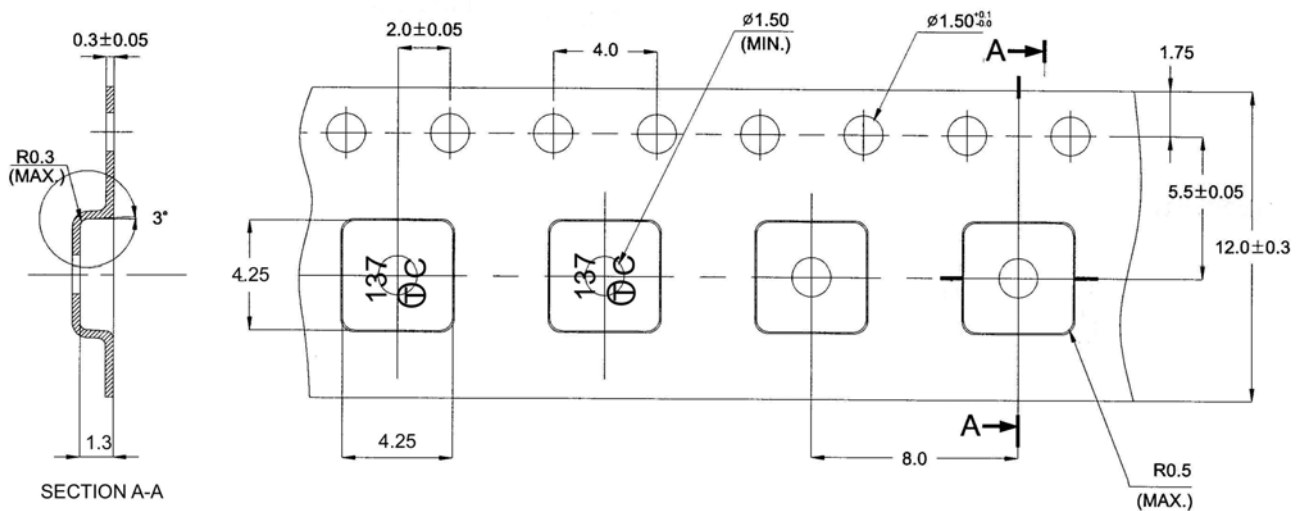 0.3±0.05
2.0±0.05
4.0
ø1.50
(MIN.)
ø1.50+0.1
-0.0
A
1.75
R0.3
(MAX.)
3°
5.5±0.05
12.0±0.3
4.25
137
TC
137
TC
1.3
4.25
A
8.0
R0.5
(MAX.)
SECTION A-A